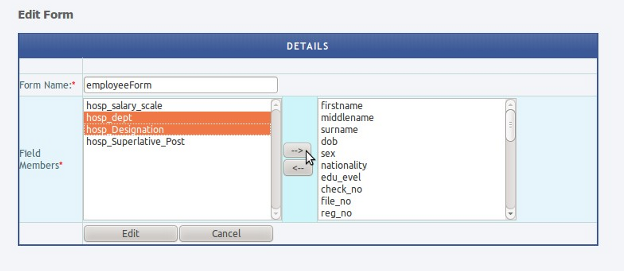 Edit Form
DETAILS
Form Name:*
employeeForm
Field
Members*
hosp_salary_scale
hosp_dept
hosp_Designation
hosp_Superlative_Post
-->
<--
firstname
middlename
surname
dob
sex
nationality
edu_evel
check_no
file_no
reg_no
Edit
Cancel